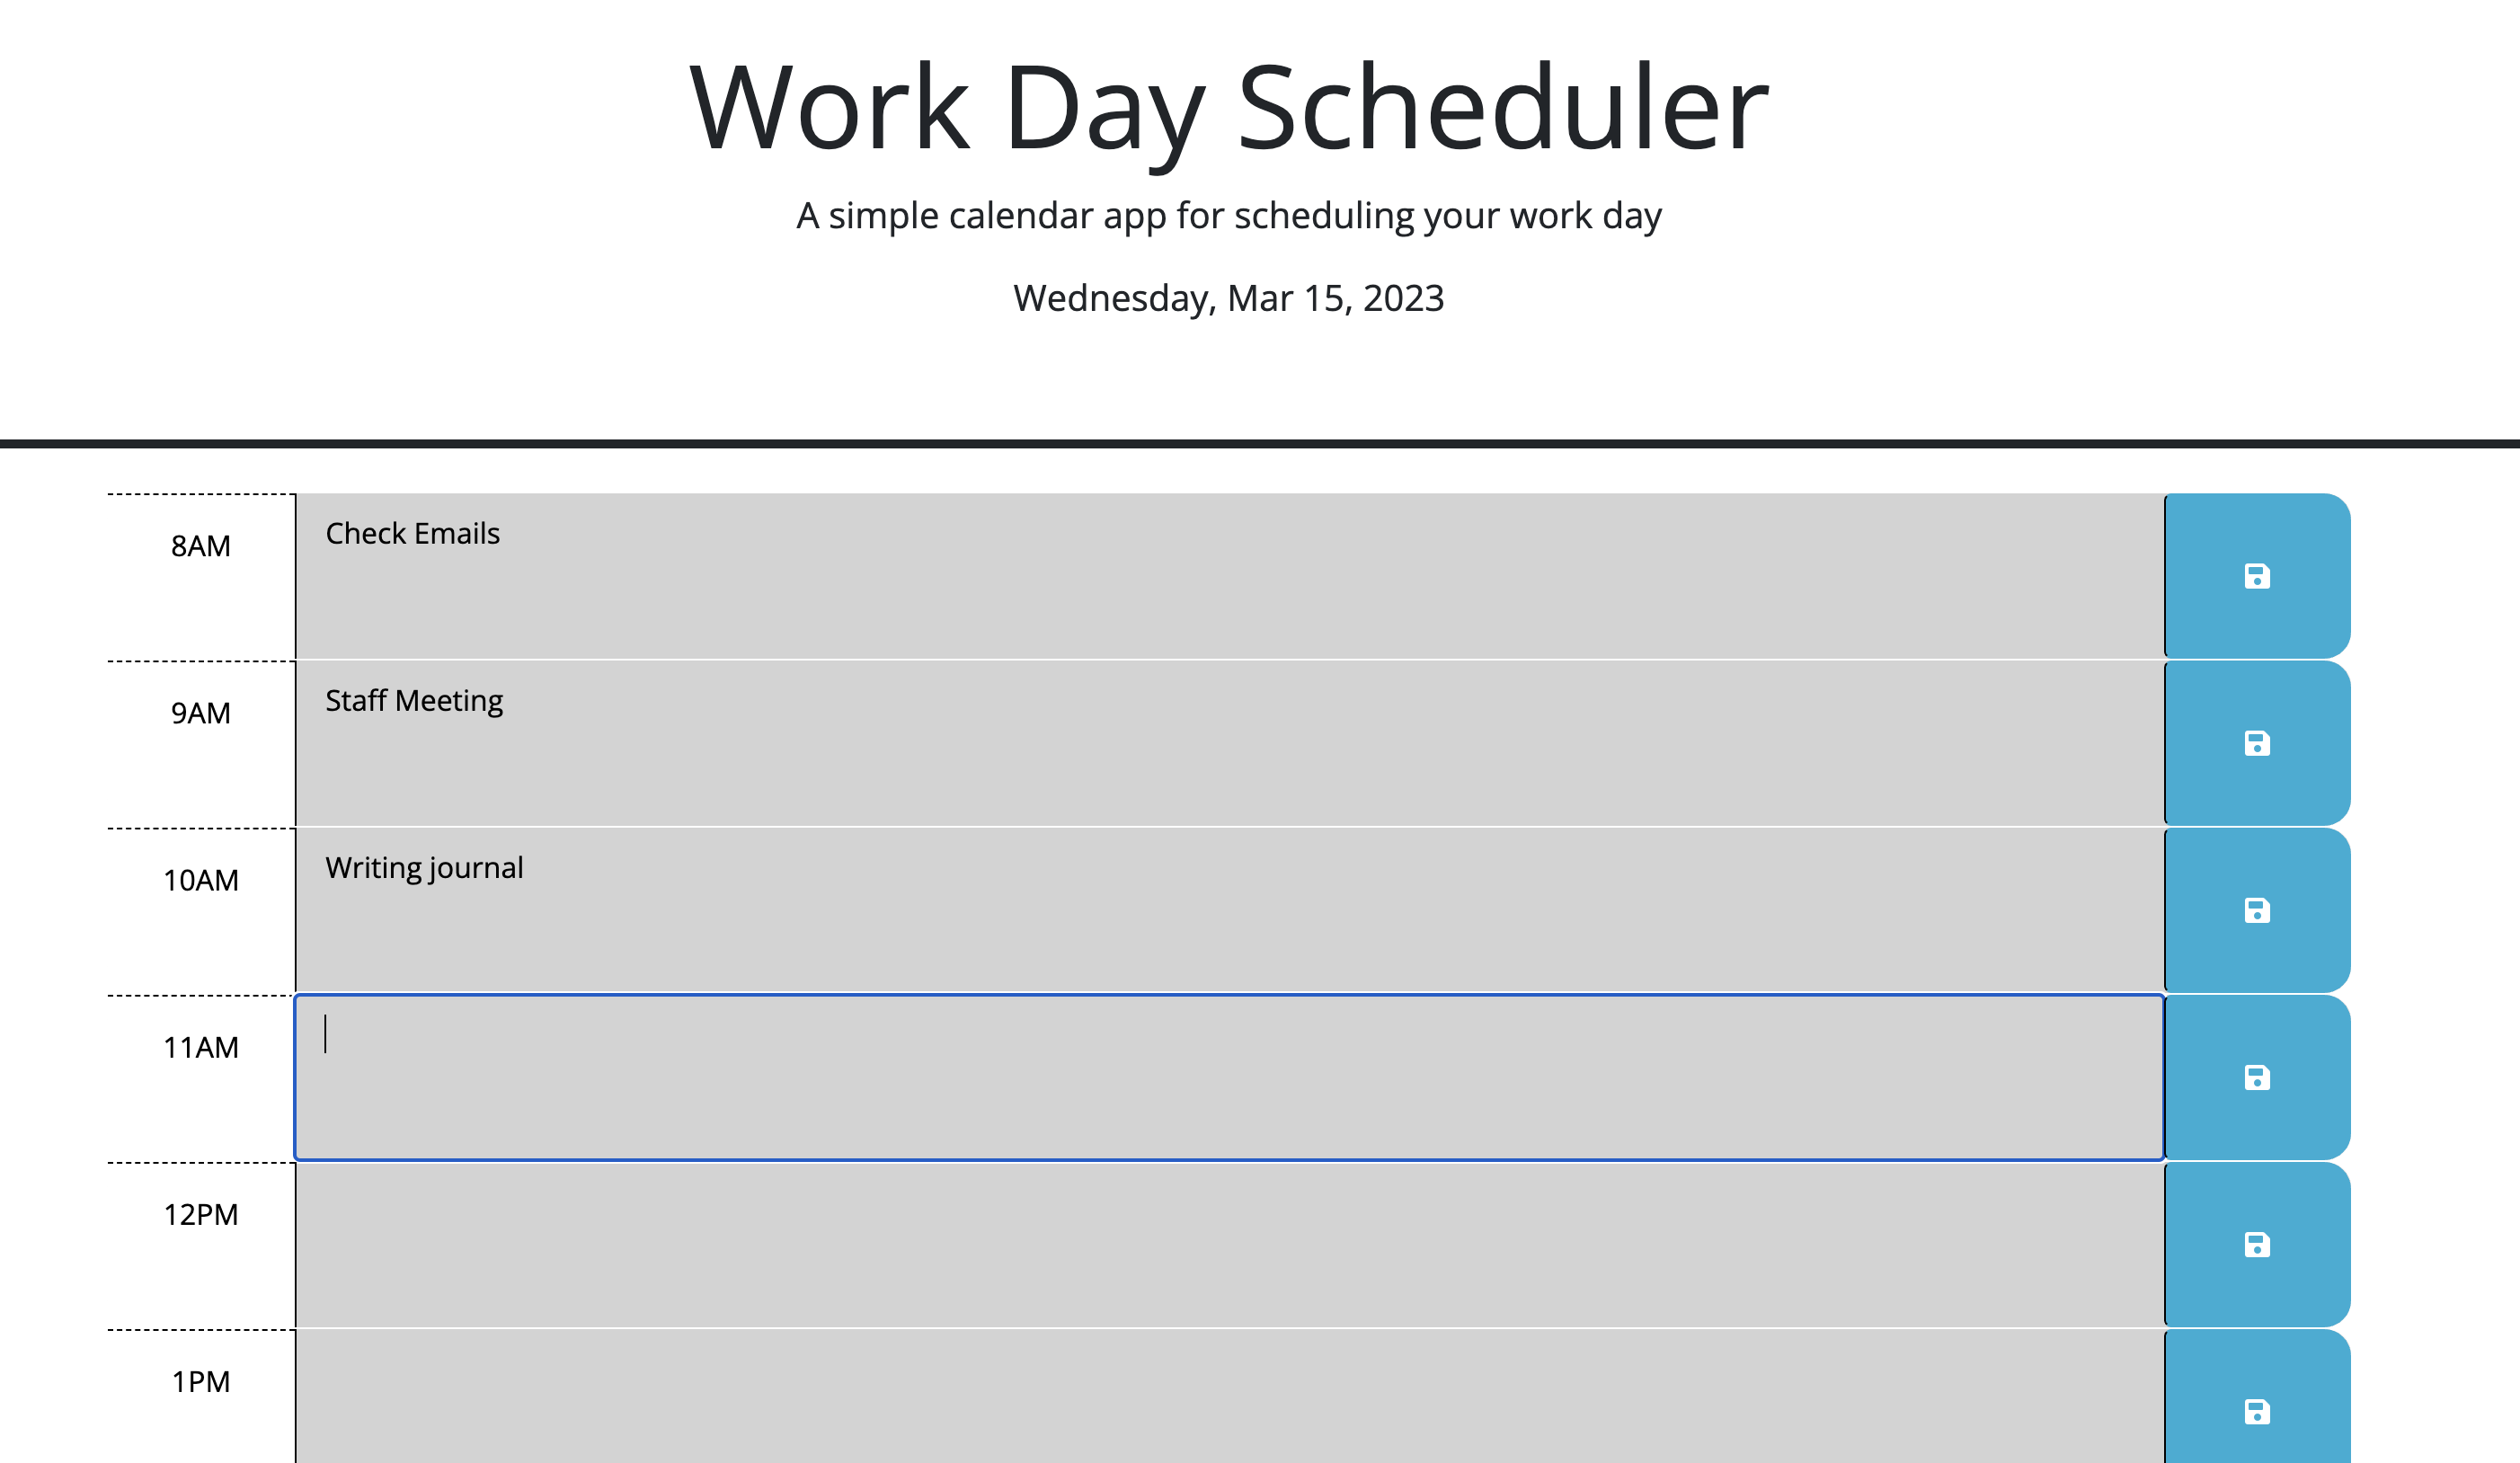 Work Day Scheduler
A simple calendar app for scheduling your work day
Wednesday, Mar 15, 2023
8AM
Check Emails
9AM
Staff Meeting
10AM
Writing journal
11AM
12PM
1PM